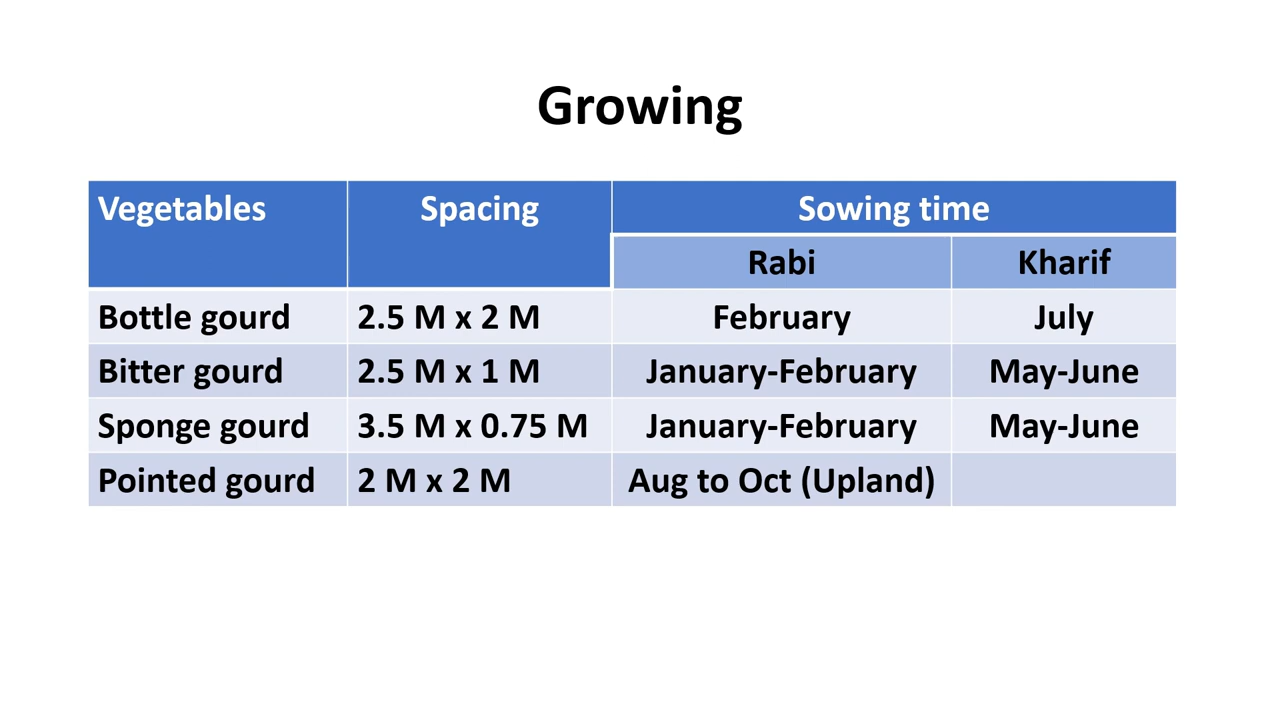 Growing
Vegetables Spacing Sowing time
Rabi Kharif
Bottle gourd 2.5 M x 2 M February July
Bitter gourd 2.5 M x 1 M January-February May-June
Sponge gourd 3.5 M x 0.75 M January-February May-June
Pointed gourd 2 M x 2 M Aug to Oct (Upland)